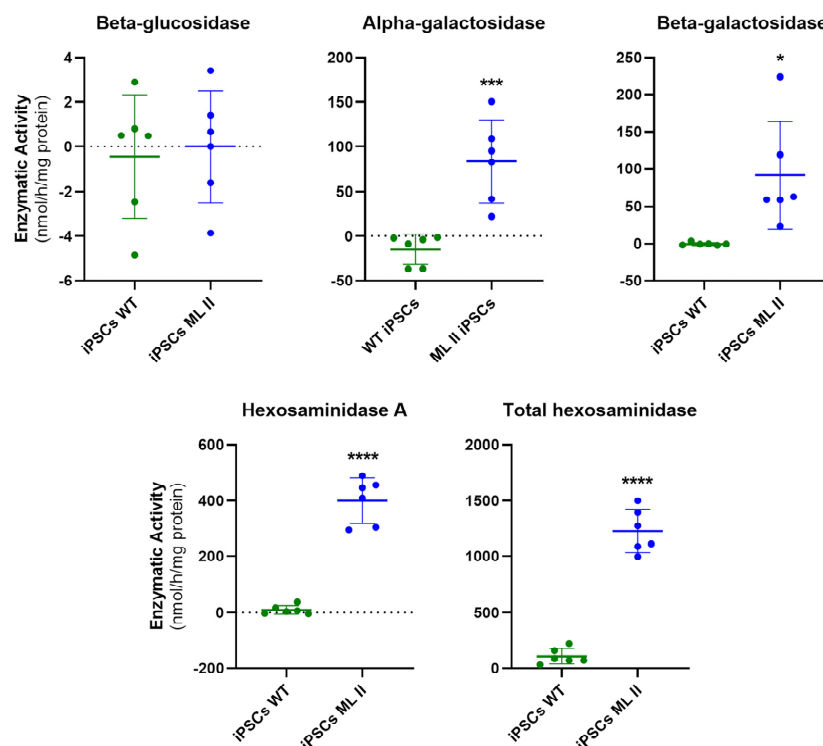 Beta-glucosidase
Enzymatic Activity
(nmol/h/mg protein)
4
2
0
-2
-4
-6
iPSCs WT
iPSCs ML II
Alpha-galactosidase
200
150
100
50
0
-50
***
WT iPSCs
ML II iPSCs
Beta-galactosidase
250
200
150
100
50
0
-50
*
iPSCs WT
iPSCs ML II
Hexosaminidase A
Enzymatic Activity
(nmol/h/mg protein)
600
400
200
0
-200
****
iPSCs WT
iPSCs ML II
Total hexosaminidase
2000
1500
1000
500
0
****
iPSCs WT
iPSCs ML II